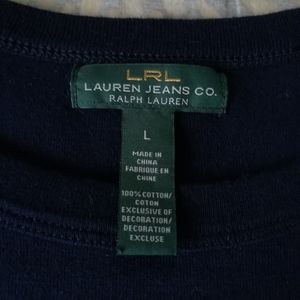 LRL
LAUREN JEANS CO.
RALPH LAUREN
L
MADE IN
CHINA
FABRIQUE EN
CHINE
100% COTTON/
COTON
EXCLUSIVE OF
DECORATION/
DECORATION
EXCLUSE